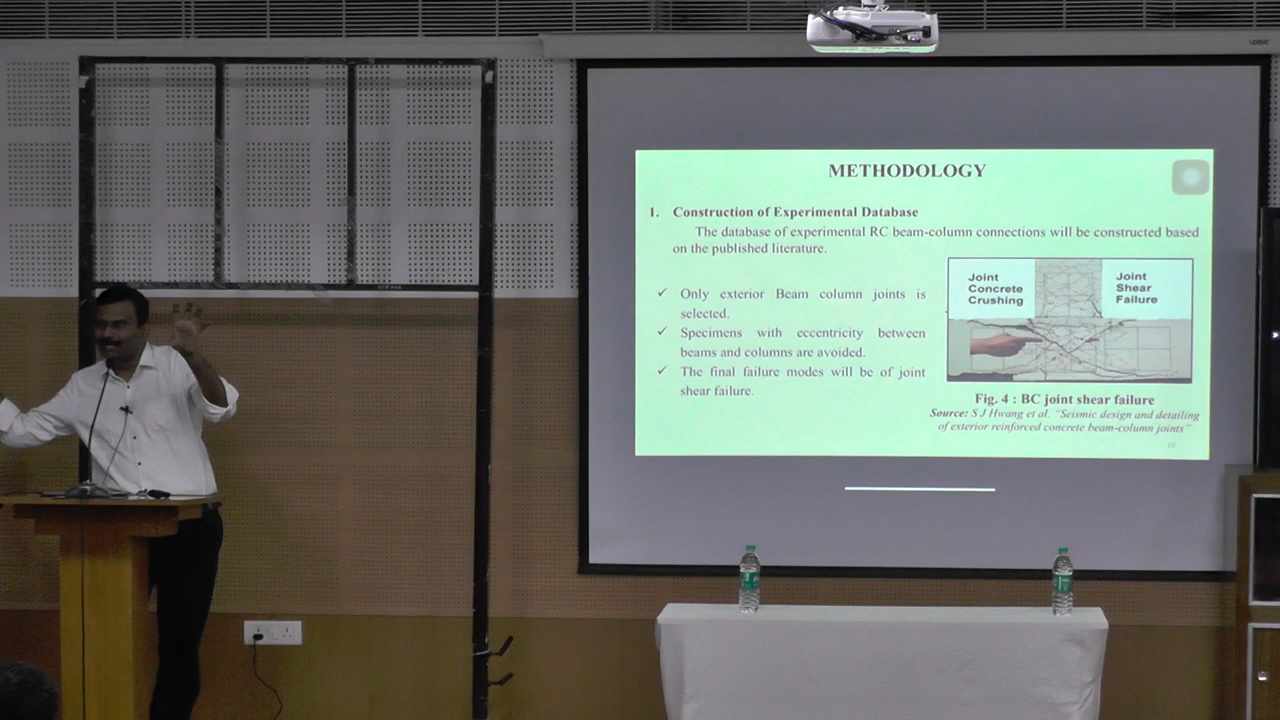 LOGIC
METHODOLOGY
1. Construction of Experimental Database
The database of experimental RC beam-column connections will be constructed based
on the published literature.
✓ Only exterior Beam column joints is
selected.
✓ Specimens with eccentricity between
beams and columns are avoided.
✓ The final failure modes will be of joint
shear failure.
Joint
Concrete
Crushing
Joint
Shear
Failure
Fig. 4 : BC joint shear failure
Source: S J Hwang et al. “Seismic design and detailing
of exterior reinforced concrete beam-column joints”